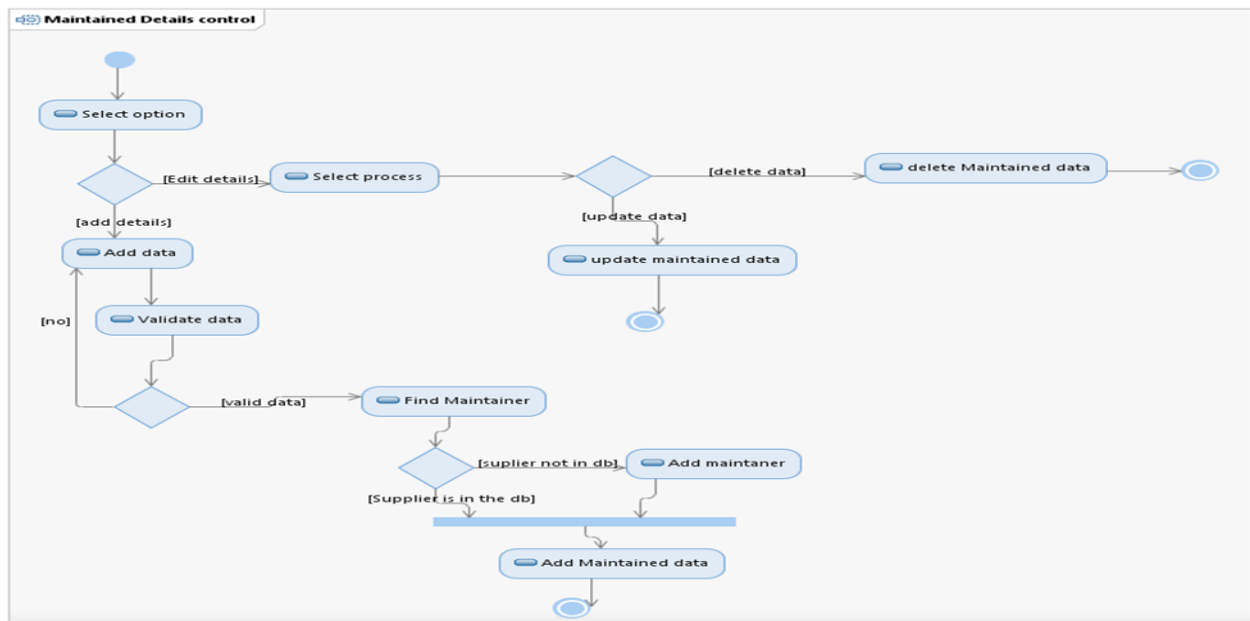 Maintained Details control
Select option
[Edit details]
Select process
[delete data]
delete Maintained data
[add details]
[update data]
Add data
update maintained data
[no]
Validate data
[valid data]
Find Maintainer
[suplier not in db]
Add maintaner
[Supplier is in the db]
Add Maintained data